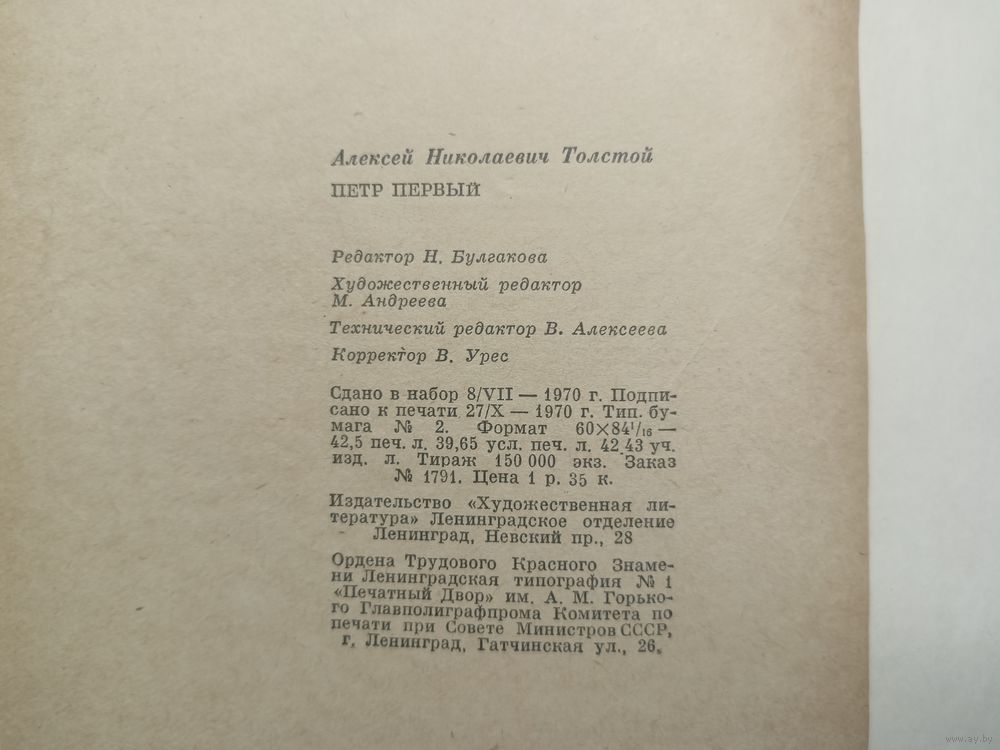 Алексей Николаевич Толстой
ПЕТР ПЕРВЫЙ
Редактор Н. Булгакова
Художественный редактор
М. Андреева
Технический редактор В. Алексеева
Корректор В. Урес
Сдано в набор 8/VII — 1970 г. Подпи-
сано к печати 27/X — 1970 г. Тип. бу-
мага № 2. Формат 60×84¹/₁₆ —
42,5 печ. л. 39,65 усл. печ. л. 42 43 уч.
изд. л. Тираж 150 000 экз. Заказ
№ 1791. Цена 1 р. 35 к.
Издательство «Художественная ли-
тература» Ленинградское отделение
Ленинград, Невский пр., 28
Ордена Трудового Красного Знаме-
ни Ленинградская типография № 1
«Печатный Двор» им. А. М. Горько-
го Главполиграфпрома Комитета по
печати при Совете Министров СССР,
г. Ленинград, Гатчинская ул., 26.
www.ay.by